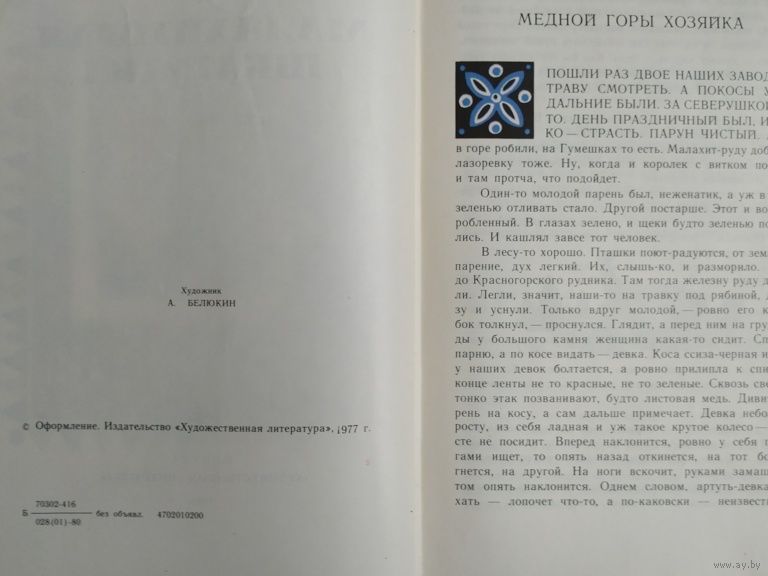 Художник
А. БЕЛЮКИН
© Оформление. Издательство «Художественная литература», 1977 г.
Б 70302-416
028(01)-80 без объявл. 4702010200
МЕДНОЙ ГОРЫ ХОЗЯЙКА
ПОШЛИ РАЗ ДВОЕ НАШИХ ЗАВОД
ТРАВУ СМОТРЕТЬ. А ПОКОСЫ У
ДАЛЬНИЕ БЫЛИ. ЗА СЕВЕРУШКОЙ
ТО. ДЕНЬ ПРАЗДНИЧНЫЙ БЫЛ, И
КО — СТРАСТЬ. ПАРУН ЧИСТЫЙ.
в горе робили, на Гумешках то есть. Малахит-руду доб
лазоревку тоже. Ну, когда и королек с витком по
и там протча, что подойдет.
Один-то молодой парень был, неженатик, а уж в
зеленью отливать стало. Другой постарше. Этот и во
робленный. В глазах зелено, и щеки будто зеленью по
лись. И кашлял завсе тот человек.
В лесу-то хорошо. Пташки поют-радуются, от зем
парение, дух легкий. Их, слышь-ко, и разморило.
до Красногорского рудника. Там тогда железну руду
ли. Легли, значит, наши-то на травку под рябиной,
зу и уснули. Только вдруг молодой, — ровно его к
бок толкнул, — проснулся. Глядит, а перед ним на гру
ды у большого камня женщина какая-то сидит. Сп
парню, а по косе видать — девка. Коса ссиза-черная и
у наших девок болтается, а ровно прилипла к спи
конце ленты не то красные, не то зеленые. Сквозь све
тонко этак позванивают, будто листовая медь. Диви
рень на косу, а сам дальше примечает. Девка небо
росту, из себя ладная и уж такое крутое колесо —
сте не посидит. Вперед наклонится, ровно у себя п
гами ищет, то опять назад откинется, на тот бо
гнется, на другой. На ноги вскочит, руками замаш
том опять наклонится. Однем словом, артуть-девка
хать — лопочет что-то, а по-каковски — неизвестн
www.ay.by